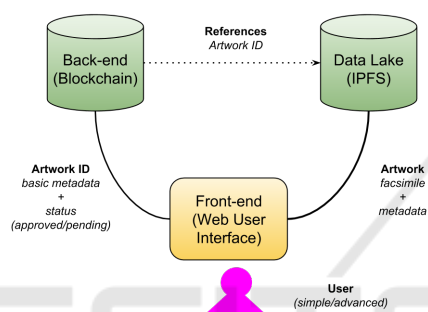 References
Artwork ID
Back-end
(Blockchain)
Data Lake
(IPFS)
Artwork ID
basic metadata
+
status
(approved/pending)
Front-end
(Web User
Interface)
Artwork
facsimile
+
metadata
User
(simple/advanced)